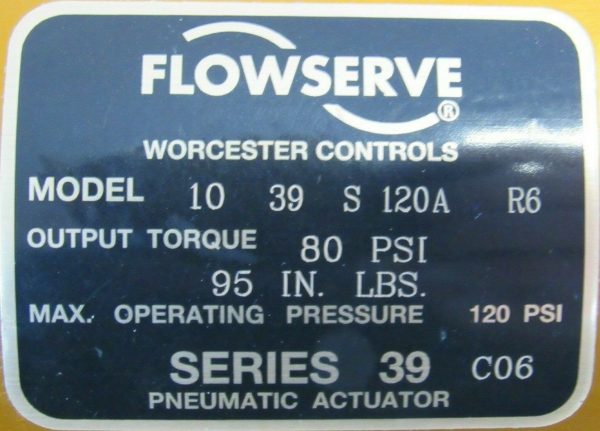 FLOWSERVE
®
WORCESTER CONTROLS
MODEL 10 39 S 120A R6
OUTPUT TORQUE 80 PSI
95 IN. LBS.
MAX. OPERATING PRESSURE 120 PSI
SERIES 39 C06
PNEUMATIC ACTUATOR